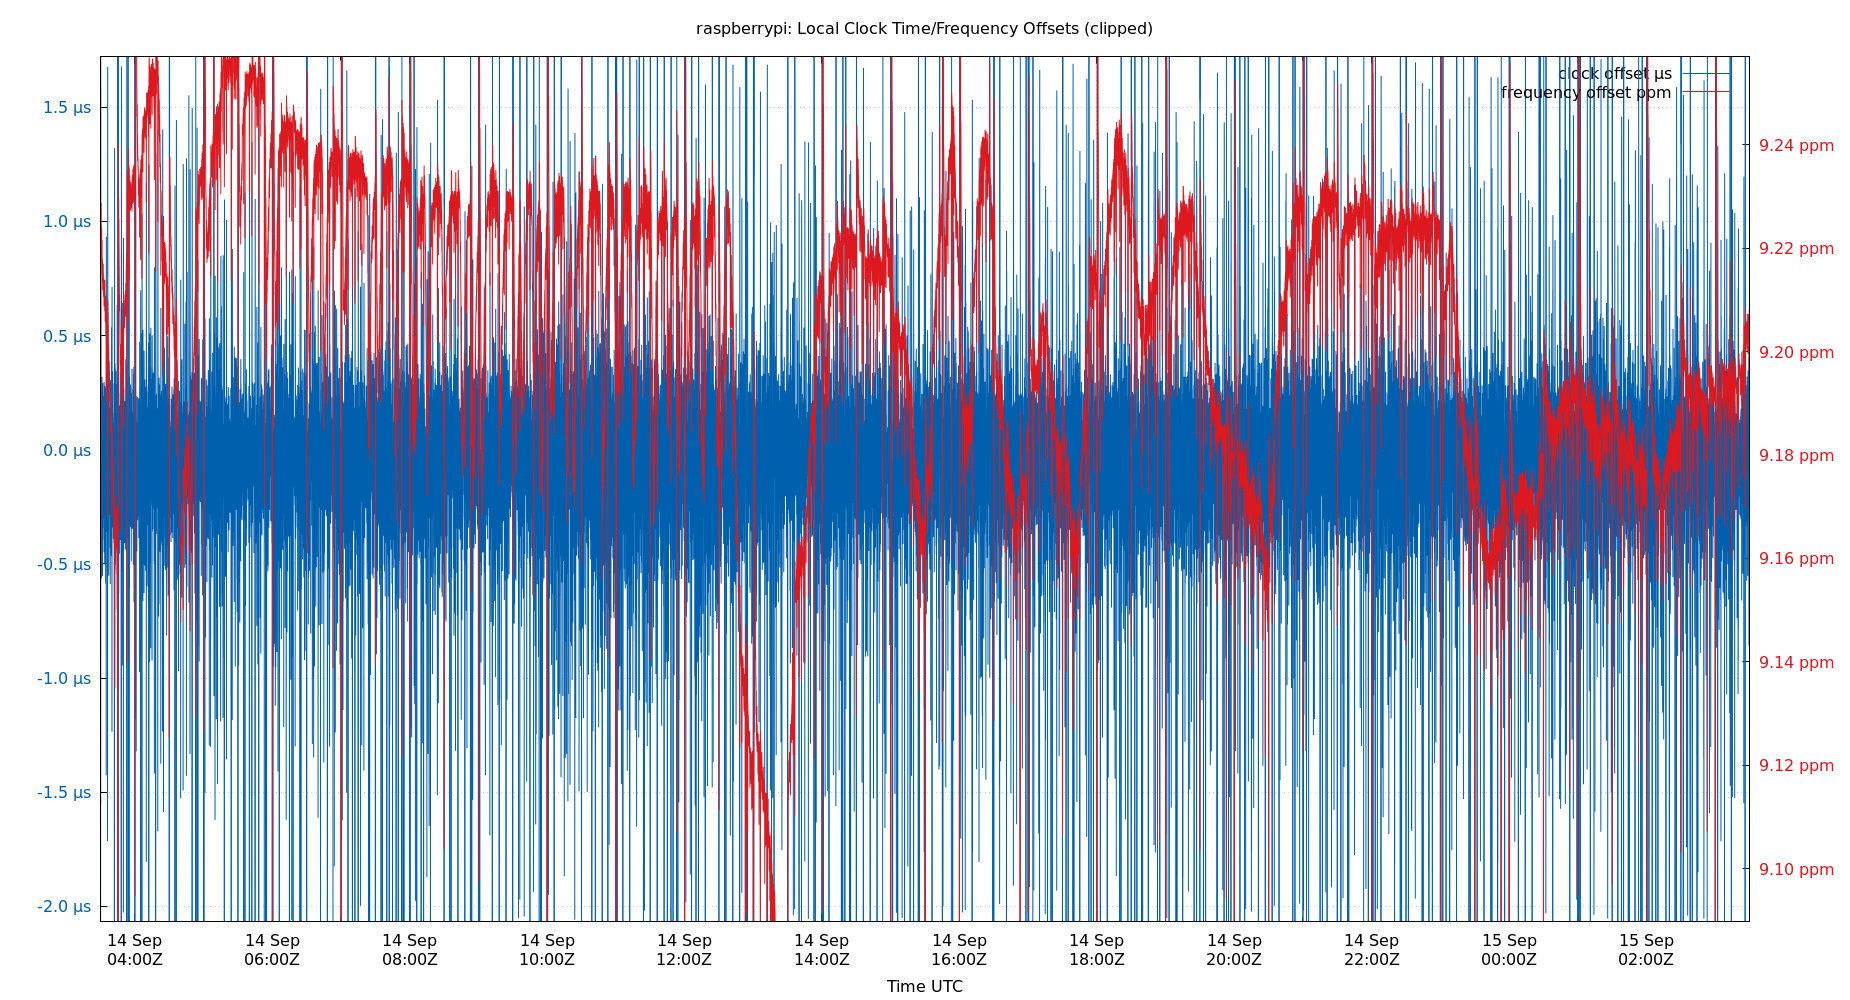 raspberrypi: Local Clock Time/Frequency Offsets (clipped)
clock offset µs
frequency offset ppm
1.5 µs
1.0 µs
0.5 µs
0.0 µs
-0.5 µs
-1.0 µs
-1.5 µs
-2.0 µs
9.24 ppm
9.22 ppm
9.20 ppm
9.18 ppm
9.16 ppm
9.14 ppm
9.12 ppm
9.10 ppm
14 Sep 14 Sep 14 Sep 14 Sep 14 Sep 14 Sep 14 Sep 14 Sep 14 Sep 14 Sep 15 Sep 15 Sep
04:00Z 06:00Z 08:00Z 10:00Z 12:00Z 14:00Z 16:00Z 18:00Z 20:00Z 22:00Z 00:00Z 02:00Z
Time UTC